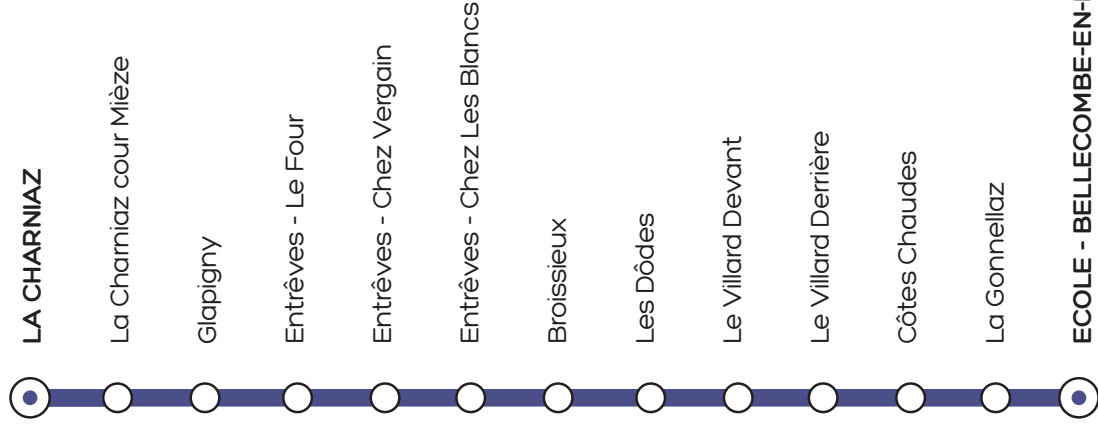 LA CHARNIAZ
La Charniaz cour Mièze
Glapigny
Entrêves - Le Four
Entrêves - Chez Vergain
Entrêves - Chez Les Blancs
Broissieux
Les Dôdes
Le Villard Devant
Le Villard Derrière
Côtes Chaudes
La Gonnellaz
ECOLE - BELLECOMBE-EN-